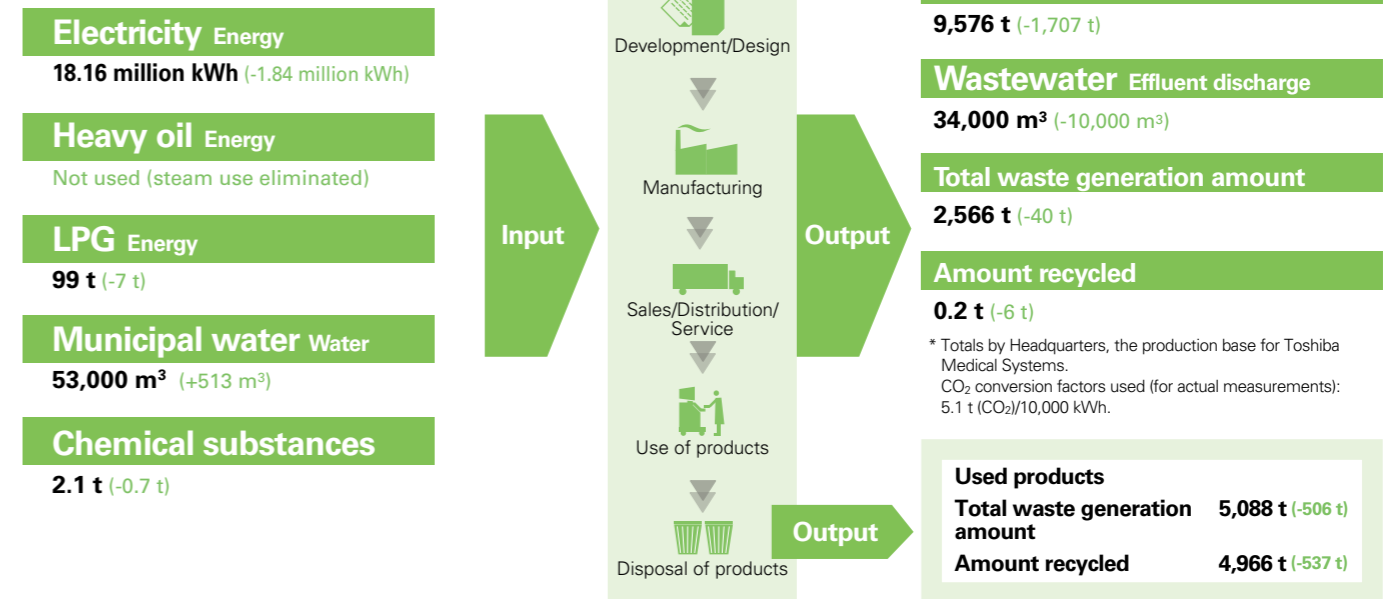 Electricity Energy
18.16 million kWh (-1.84 million kWh)
Heavy oil Energy
Not used (steam use eliminated)
LPG Energy
99 t (-7 t)
Municipal water Water
53,000 m³ (+513 m³)
Chemical substances
2.1 t (-0.7 t)
Input
Development/Design
Manufacturing
Sales/Distribution/
Service
Use of products
Disposal of products
Output
Output
9,576 t (-1,707 t)
Wastewater Effluent discharge
34,000 m³ (-10,000 m³)
Total waste generation amount
2,566 t (-40 t)
Amount recycled
0.2 t (-6 t)
* Totals by Headquarters, the production base for Toshiba
Medical Systems.
CO₂ conversion factors used (for actual measurements):
5.1 t (CO₂)/10,000 kWh.
Used products
Total waste generation 5,088 t (-506 t)
amount
Amount recycled 4,966 t (-537 t)